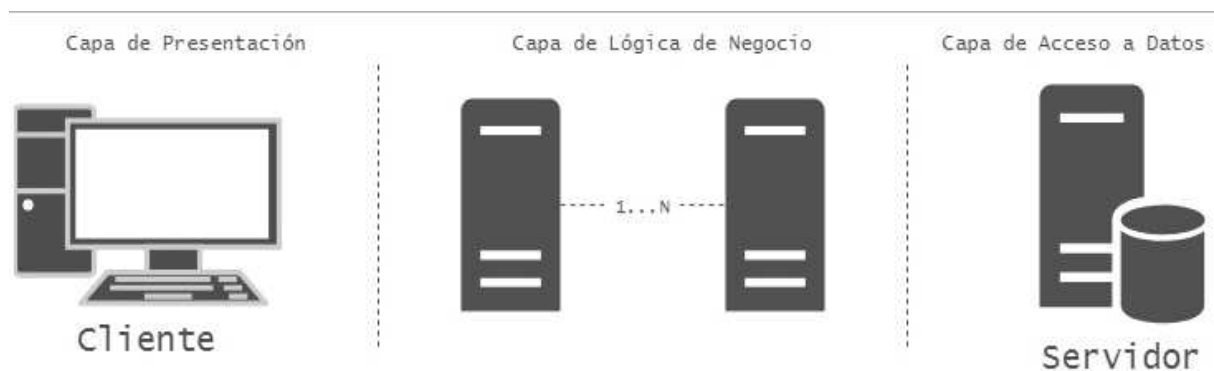 Capa de Presentación
Capa de Lógica de Negocio
Capa de Acceso a Datos
1...N
Cliente
Servidor